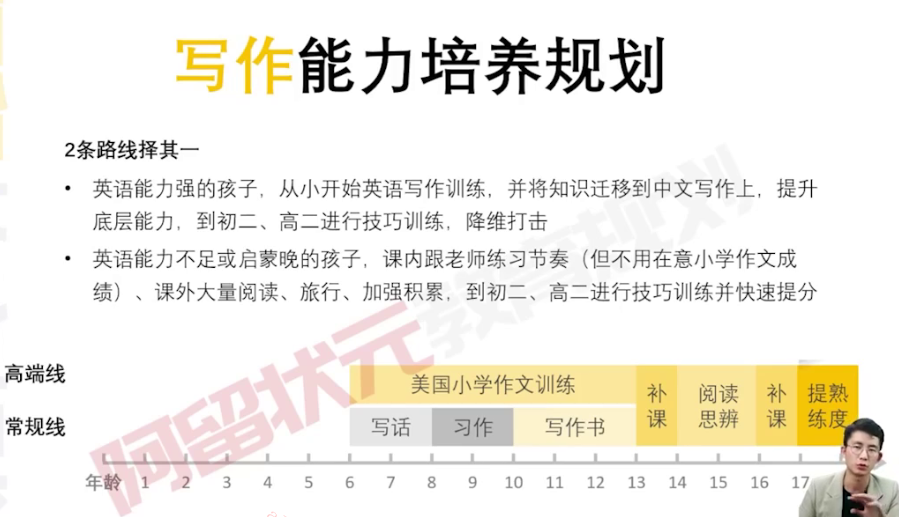 写作能力培养规划
2条路线择其一
• 英语能力强的孩子，从小开始英语写作训练，并将知识迁移到中文写作上，提升
底层能力，到初二、高二进行技巧训练，降维打击
• 英语能力不足或启蒙晚的孩子，课内跟老师练习节奏（但不用在意小学作文成
绩）、课外大量阅读、旅行、加强积累，到初二、高二进行技巧训练并快速提分
阿留状元教育规划
高端线
美国小学作文训练
补课
阅读思辨
补课
提熟练度
常规线
写话
习作
写作书
年龄 1 2 3 4 5 6 7 8 9 10 11 12 13 14 15 16 17